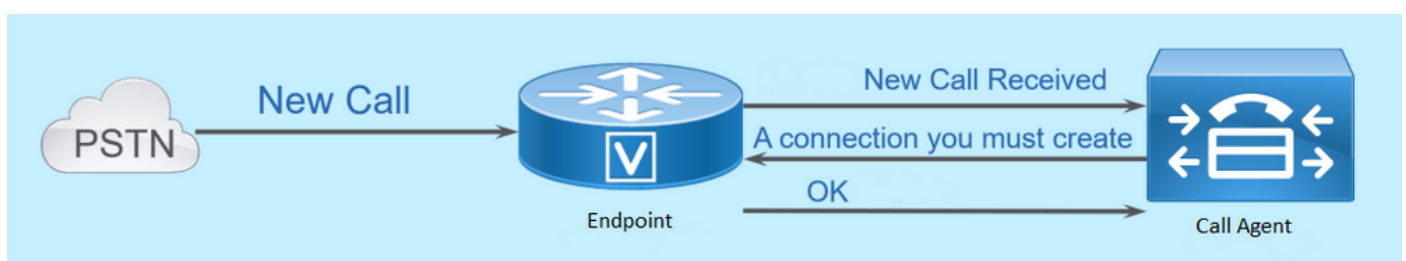 PSTN
New Call
V
Endpoint
New Call Received
A connection you must create
OK
Call Agent